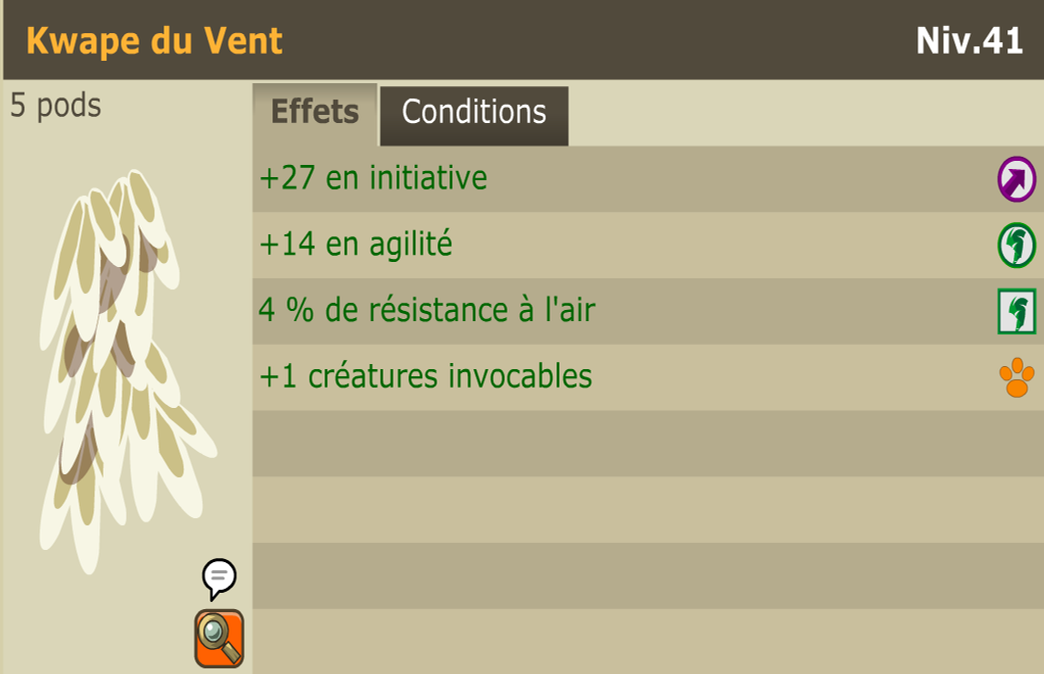 Kwape du Vent
Niv.41
5 pods
Effets
Conditions
+27 en initiative
+14 en agilité
4 % de résistance à l'air
+1 créatures invocables